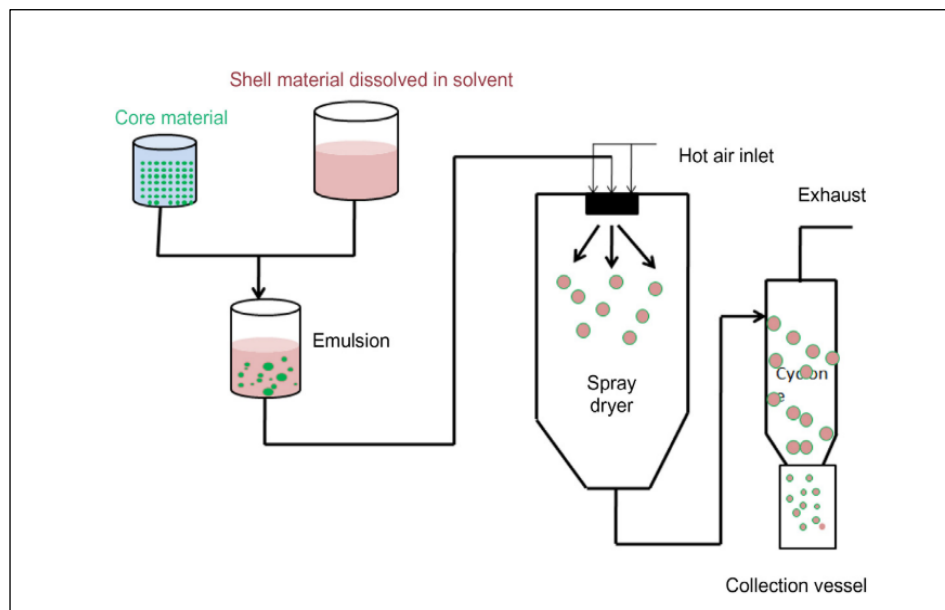 Shell material dissolved in solvent
Core material
Hot air inlet
Exhaust
Emulsion
Spray
dryer
Cyclon
e
Collection vessel